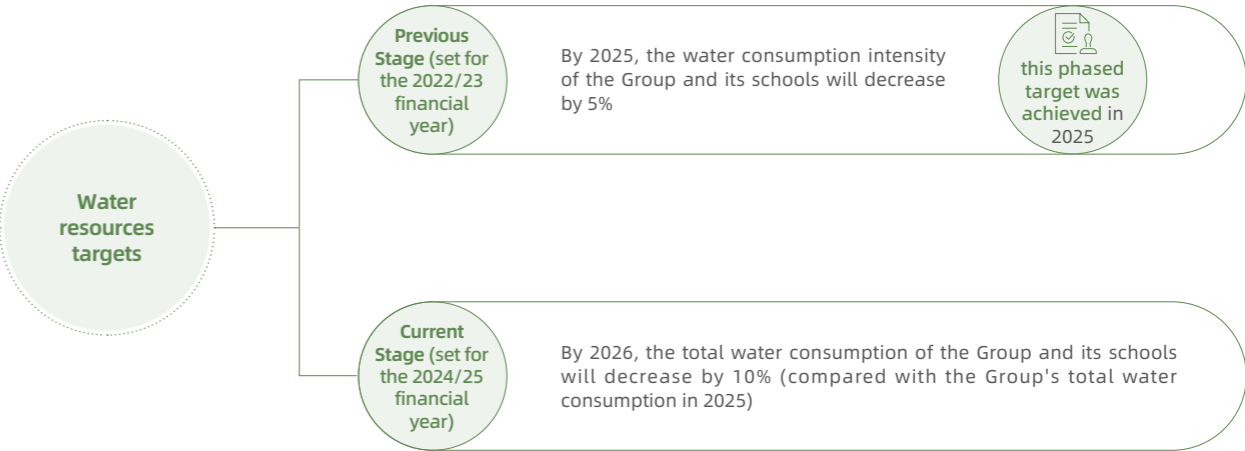 Water
resources
targets
Previous
Stage (set for
the 2022/23
financial
year)
By 2025, the water consumption intensity
of the Group and its schools will decrease
by 5%
this phased
target was
achieved in
2025
Current
Stage (set for
the 2024/25
financial
year)
By 2026, the total water consumption of the Group and its schools
will decrease by 10% (compared with the Group's total water
consumption in 2025)